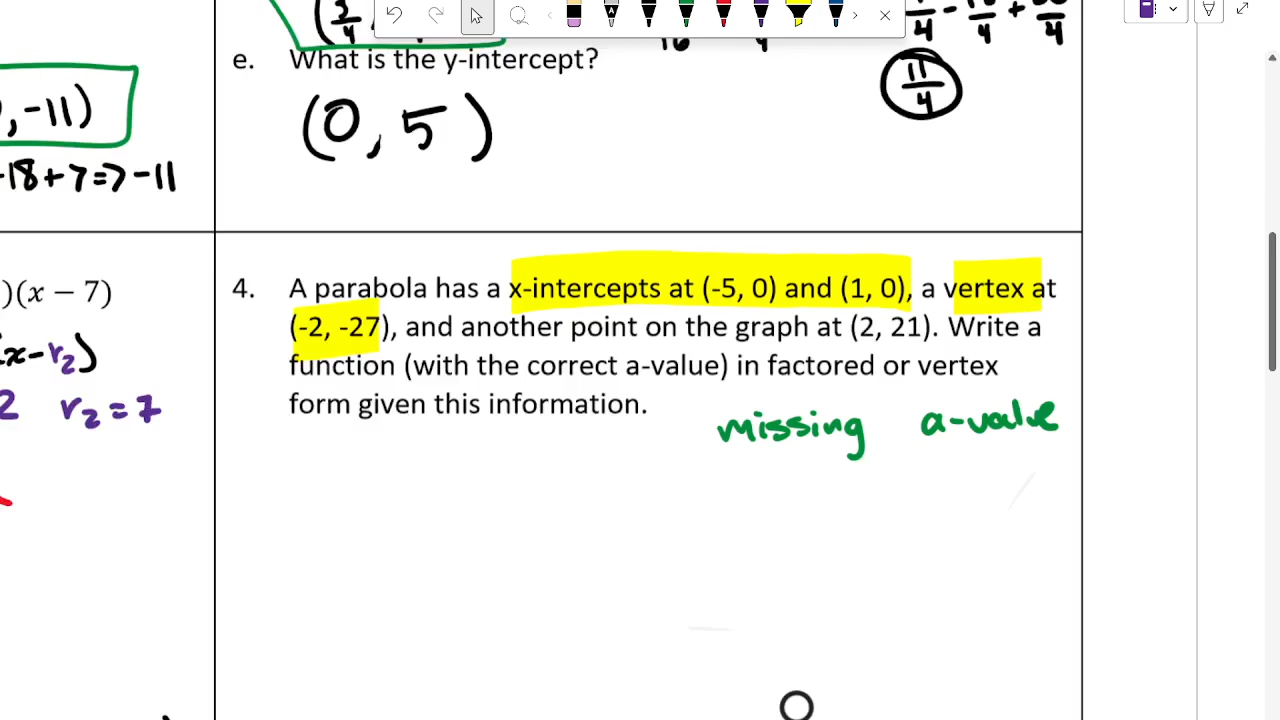 e. What is the y-intercept?
11/4
(0, 5)
, -11)
-18 + 7 => -11
)(x − 7)
x - r₂)
2 r₂ = 7
4. A parabola has a x-intercepts at (-5, 0) and (1, 0), a vertex at
(-2, -27), and another point on the graph at (2, 21). Write a
function (with the correct a-value) in factored or vertex
form given this information.
missing a-value